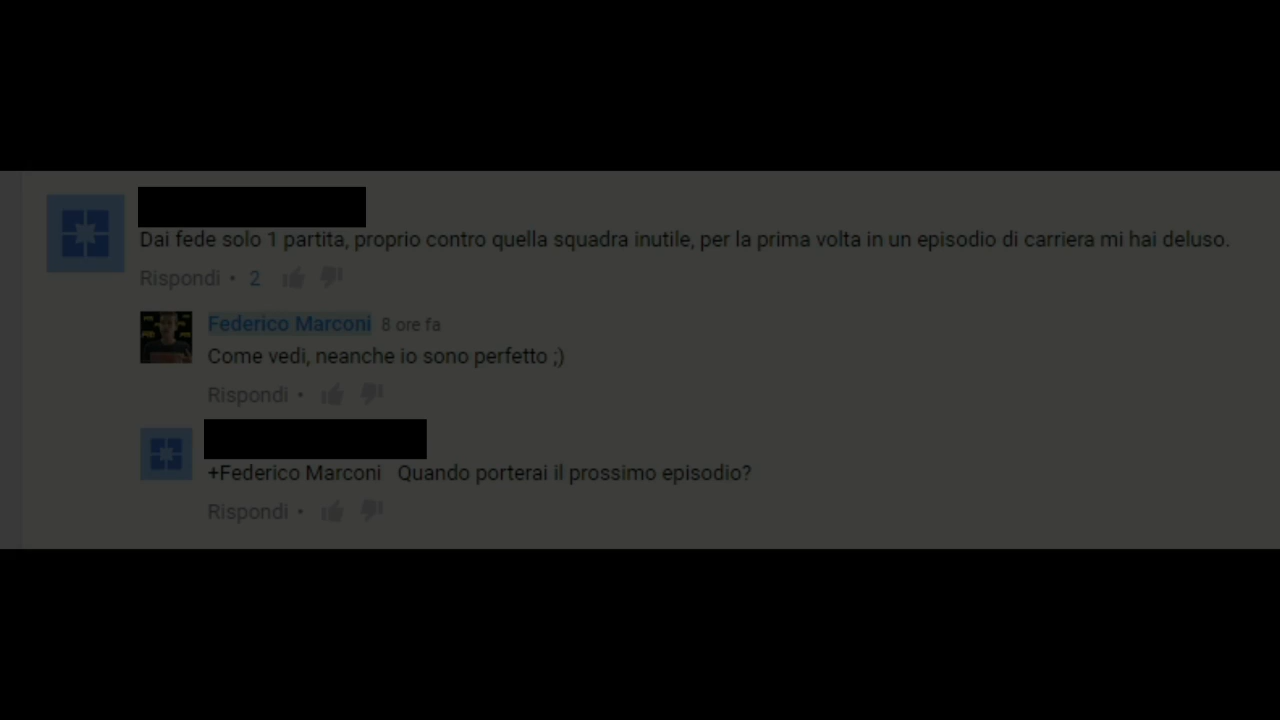 Dai fede solo 1 partita, proprio contro quella squadra inutile, per la prima volta in un episodio di carriera mi hai deluso.
Rispondi • 2
Federico Marconi 8 ore fa
Come vedi, neanche io sono perfetto ;)
Rispondi •
+Federico Marconi Quando porterai il prossimo episodio?
Rispondi •